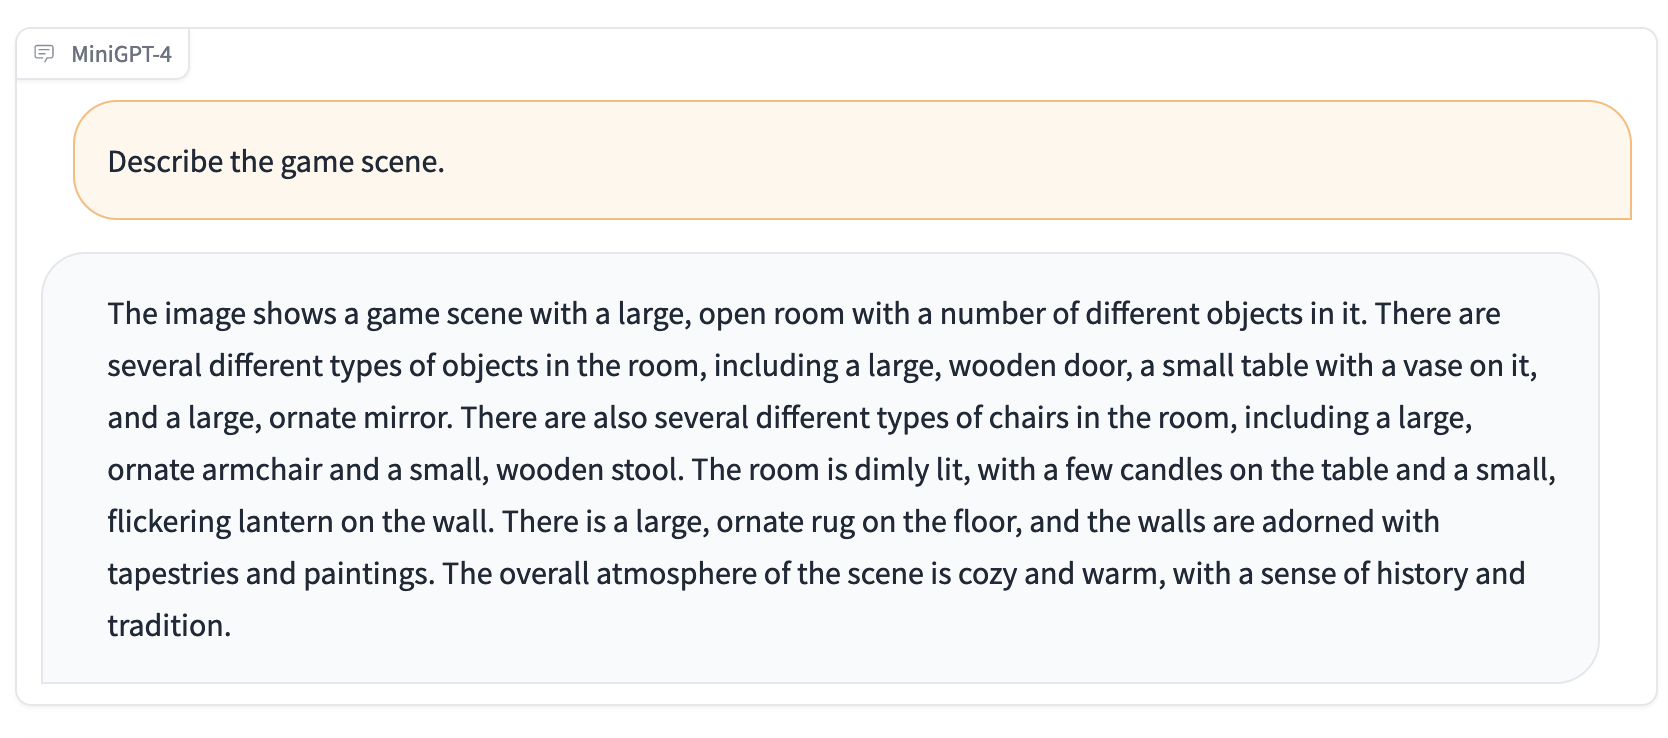 MiniGPT-4
Describe the game scene.
The image shows a game scene with a large, open room with a number of different objects in it. There are
several different types of objects in the room, including a large, wooden door, a small table with a vase on it,
and a large, ornate mirror. There are also several different types of chairs in the room, including a large,
ornate armchair and a small, wooden stool. The room is dimly lit, with a few candles on the table and a small,
flickering lantern on the wall. There is a large, ornate rug on the floor, and the walls are adorned with
tapestries and paintings. The overall atmosphere of the scene is cozy and warm, with a sense of history and
tradition.